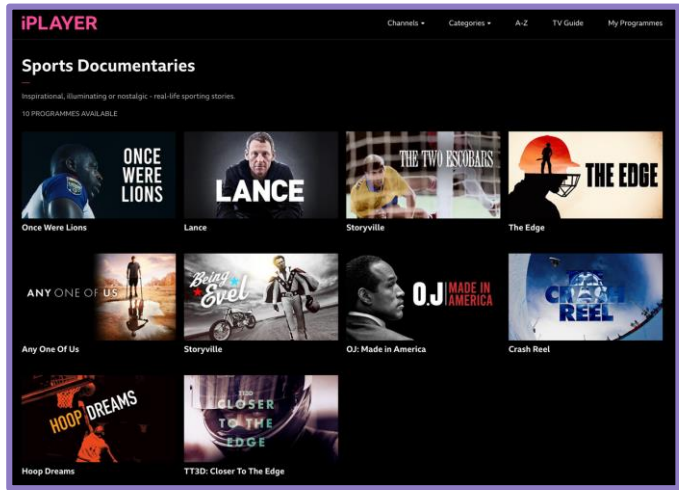 iPLAYER
Channels Categories A-Z TV Guide My Programmes
Sports Documentaries
Inspirational, illuminating or nostalgic - real-life sporting stories.
10 PROGRAMMES AVAILABLE
ONCE
WERE
LIONS
Once Were Lions
LANCE
Lance
THE TWO ESCOBARS
Storyville
THE EDGE
The Edge
ANY ONE OF US
Any One Of Us
Being
Evel
Storyville
O.J MADE IN
AMERICA
OJ: Made in America
THE
CRASH
REEL
Crash Reel
HOOP DREAMS
Hoop Dreams
TT3D
CLOSER
TO THE
EDGE
TT3D: Closer To The Edge